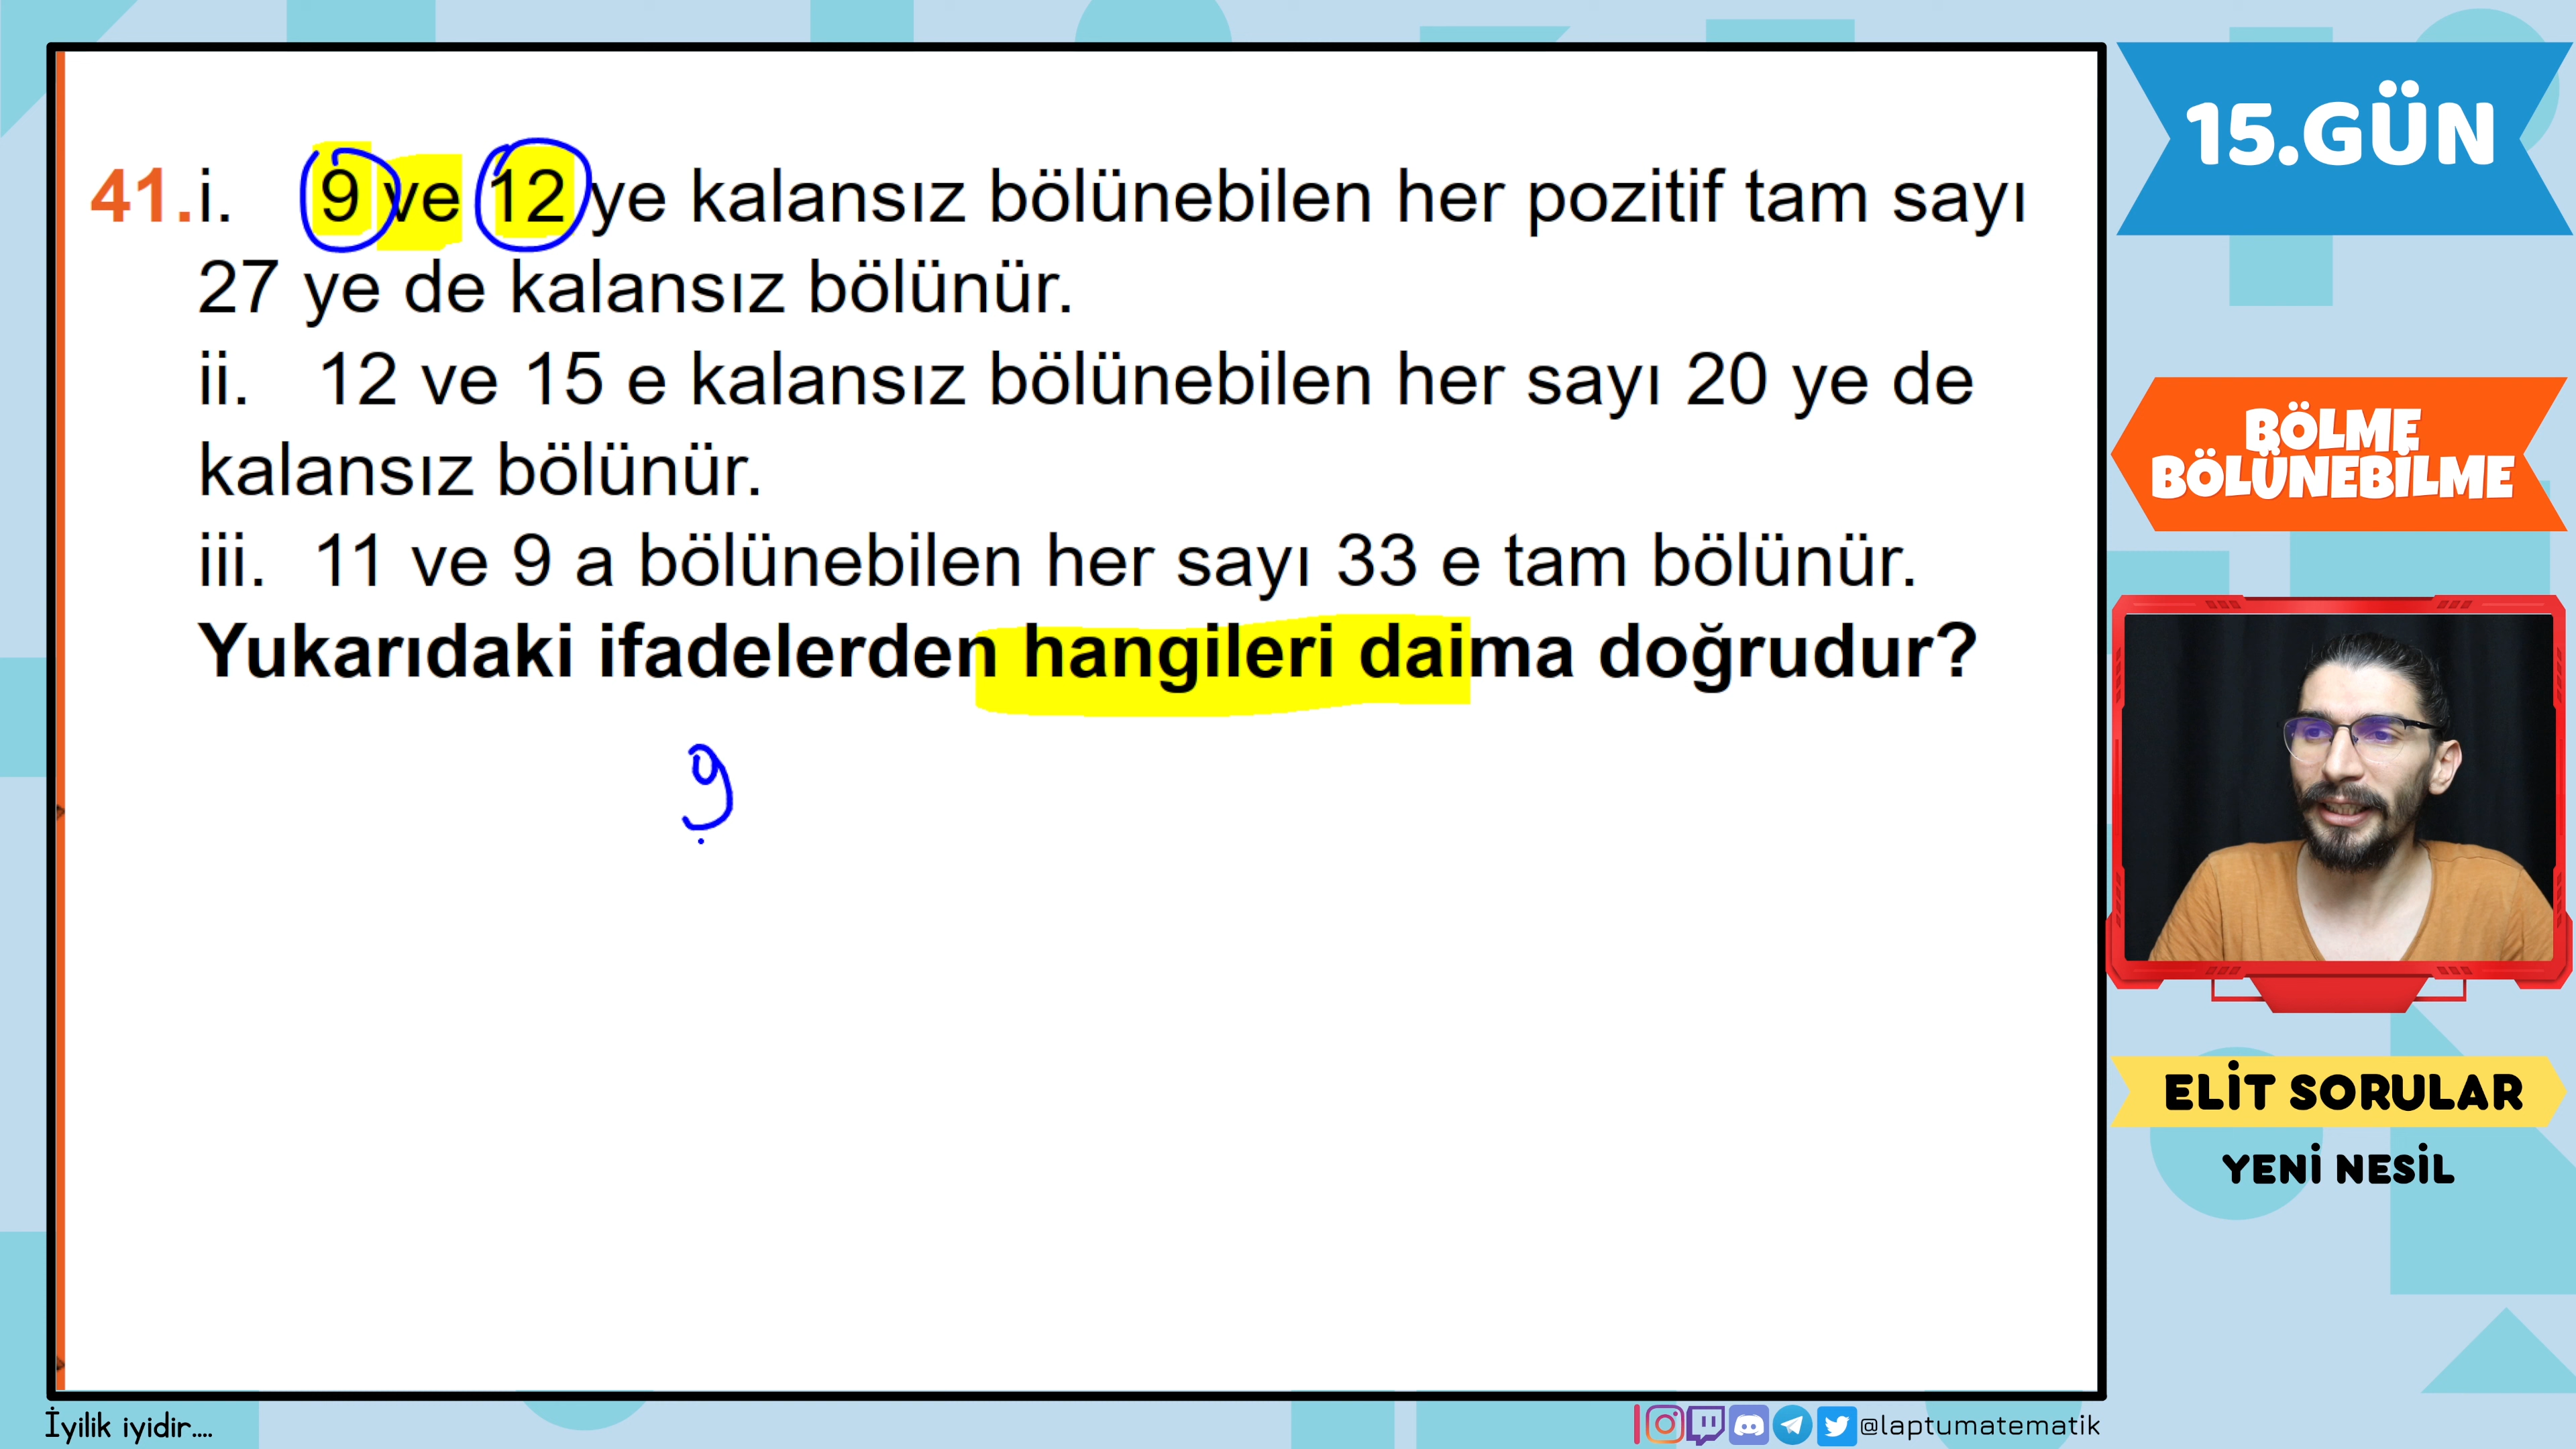 15.GÜN
41.i. 9 ve 12 ye kalansız bölünebilen her pozitif tam sayı
27 ye de kalansız bölünür.
ii. 12 ve 15 e kalansız bölünebilen her sayı 20 ye de
kalansız bölünür.
iii. 11 ve 9 a bölünebilen her sayı 33 e tam bölünür.
Yukarıdaki ifadelerden hangileri daima doğrudur?
9
BÖLME
BÖLÜNEBİLME
ELİT SORULAR
YENİ NESİL
İyilik iyidir....
@laptumatematik